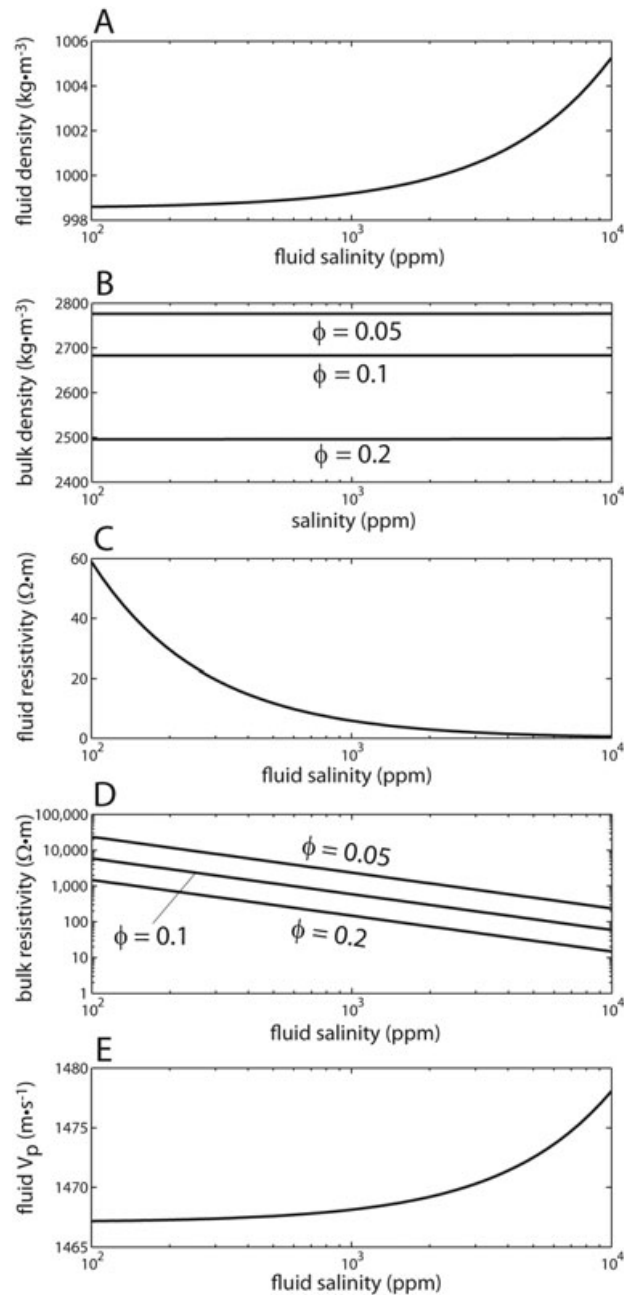 A
1006
1004
1002
1000
998
fluid density (kg•m⁻³)
10² 10³ 10⁴
fluid salinity (ppm)
B
2800
2700
2600
2500
2400
bulk density (kg•m⁻³)
ϕ = 0.05
ϕ = 0.1
ϕ = 0.2
10² 10³ 10⁴
salinity (ppm)
C
60
40
20
0
fluid resistivity (Ω•m)
10² 10³ 10⁴
fluid salinity (ppm)
D
100,000
10,000
1,000
100
10
1
bulk resistivity (Ω•m)
ϕ = 0.05
ϕ = 0.1
ϕ = 0.2
10² 10³ 10⁴
fluid salinity (ppm)
E
1480
1475
1470
1465
fluid Vₚ (m•s⁻¹)
10² 10³ 10⁴
fluid salinity (ppm)